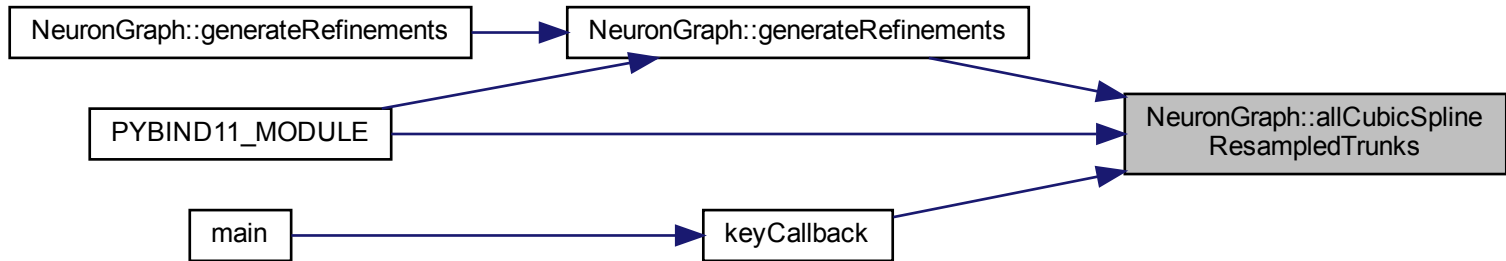 NeuronGraph::generateRefinements
NeuronGraph::generateRefinements
NeuronGraph::allCubicSpline
ResampledTrunks
PYBIND11_MODULE
main
keyCallback